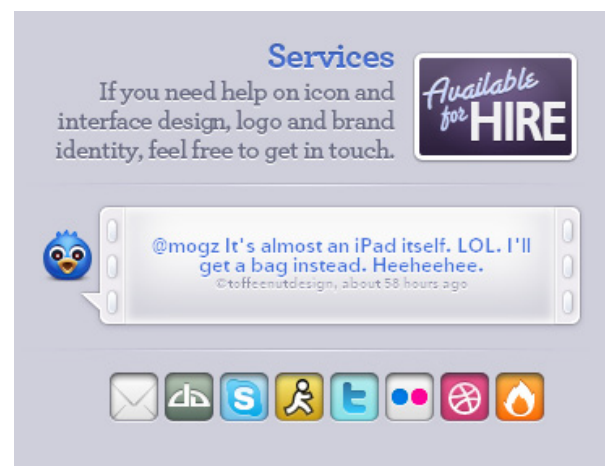 Services
If you need help on icon and
interface design, logo and brand
identity, feel free to get in touch.
Available
for HIRE
@mogz It's almost an iPad itself. LOL. I'll
get a bag instead. Heeheehee.
©toffeenutdesign, about 58 hours ago